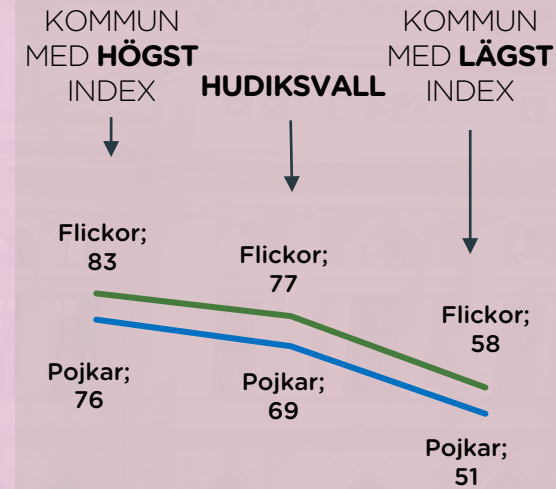 KOMMUN
MED HÖGST
INDEX
HUDIKSVALL
KOMMUN
MED LÄGST
INDEX
Flickor;
83
Flickor;
77
Flickor;
58
Pojkar;
76
Pojkar;
69
Pojkar;
51